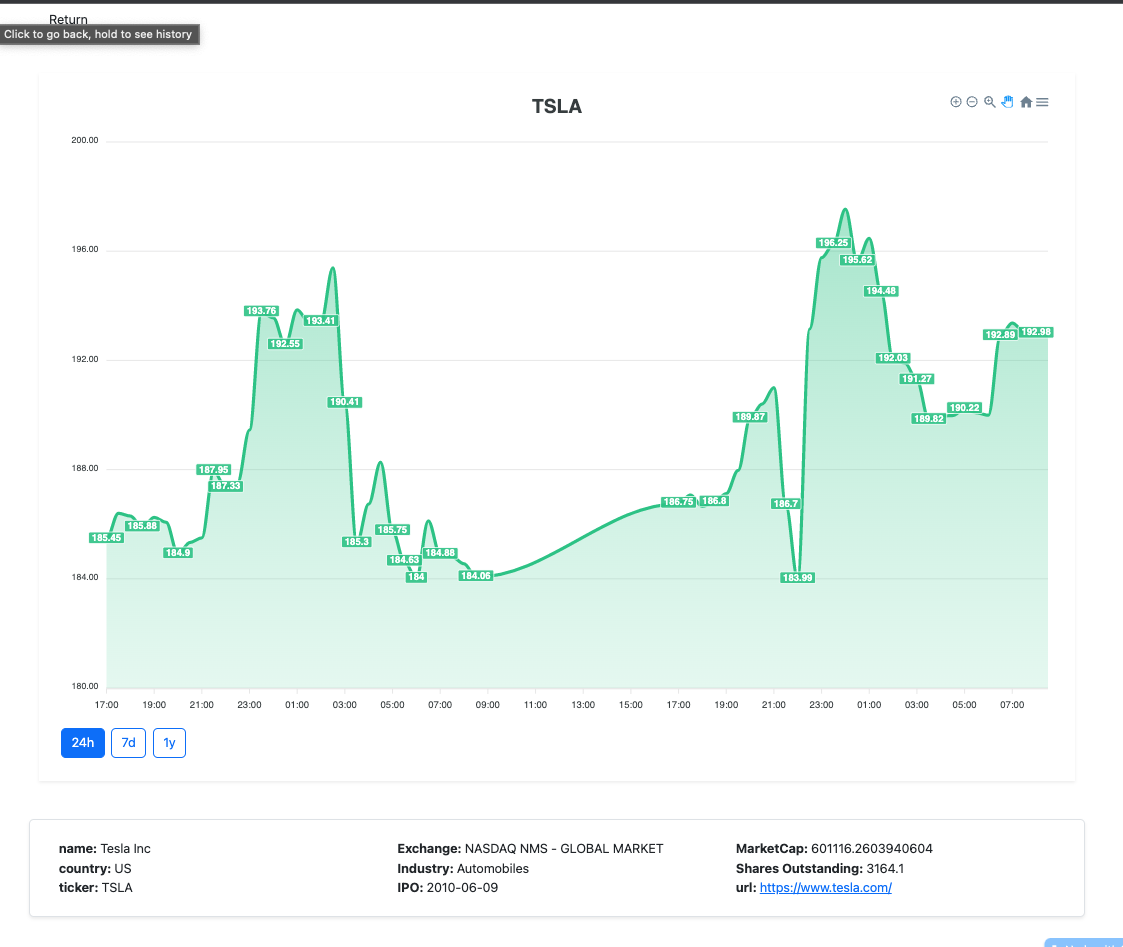 Return
Click to go back, hold to see history
TSLA
200.00
196.00
192.00
188.00
184.00
180.00
185.45
185.88
184.9
187.95
187.33
193.76
192.55
193.41
190.41
185.3
185.75
184.63
184
184.88
184.06
186.75
186.8
189.87
186.7
183.99
196.25
195.62
194.48
192.03
191.27
189.82
190.22
192.89
192.98
17:00 19:00 21:00 23:00 01:00 03:00 05:00 07:00 09:00 11:00 13:00 15:00 17:00 19:00 21:00 23:00 01:00 03:00 05:00 07:00
24h 7d 1y
name: Tesla Inc
country: US
ticker: TSLA
Exchange: NASDAQ NMS - GLOBAL MARKET
Industry: Automobiles
IPO: 2010-06-09
MarketCap: 601116.2603940604
Shares Outstanding: 3164.1
url: https://www.tesla.com/